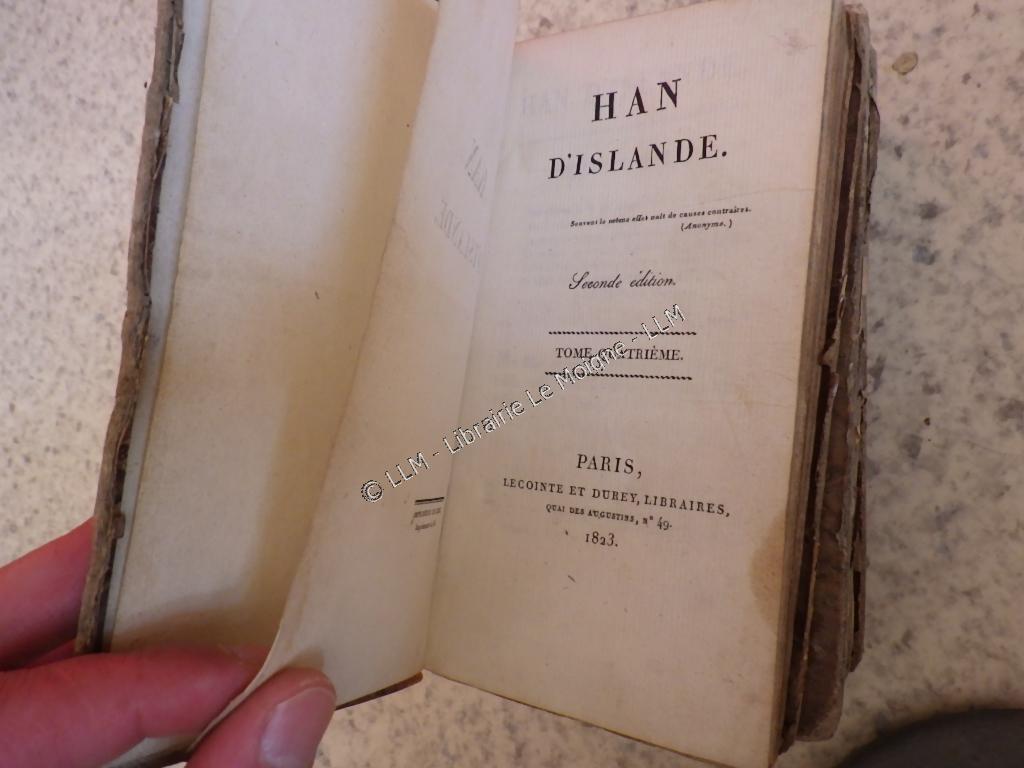 HAN
D'ISLANDE.
Souvent le même effet naît de causes contraires.
(Anonyme.)
Seconde édition.
TOME QUATRIÈME.
PARIS,
LECOINTE ET DUREY, LIBRAIRES,
QUAI DES AUGUSTINS, N° 49.
1823.
© LLM - Librairie Le Moigne - LLM